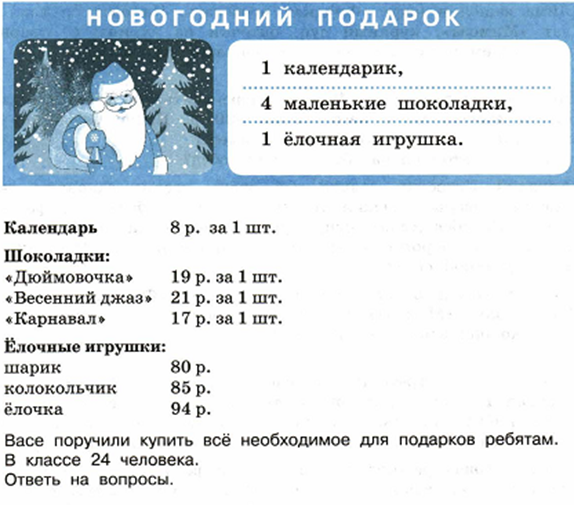 НОВОГОДНИЙ ПОДАРОК
1 календарик,
4 маленькие шоколадки,
1 ёлочная игрушка.
Календарь 8 р. за 1 шт.
Шоколадки:
«Дюймовочка» 19 р. за 1 шт.
«Весенний джаз» 21 р. за 1 шт.
«Карнавал» 17 р. за 1 шт.
Ёлочные игрушки:
шарик 80 р.
колокольчик 85 р.
ёлочка 94 р.
Васе поручили купить всё необходимое для подарков ребятам.
В классе 24 человека.
Ответь на вопросы.